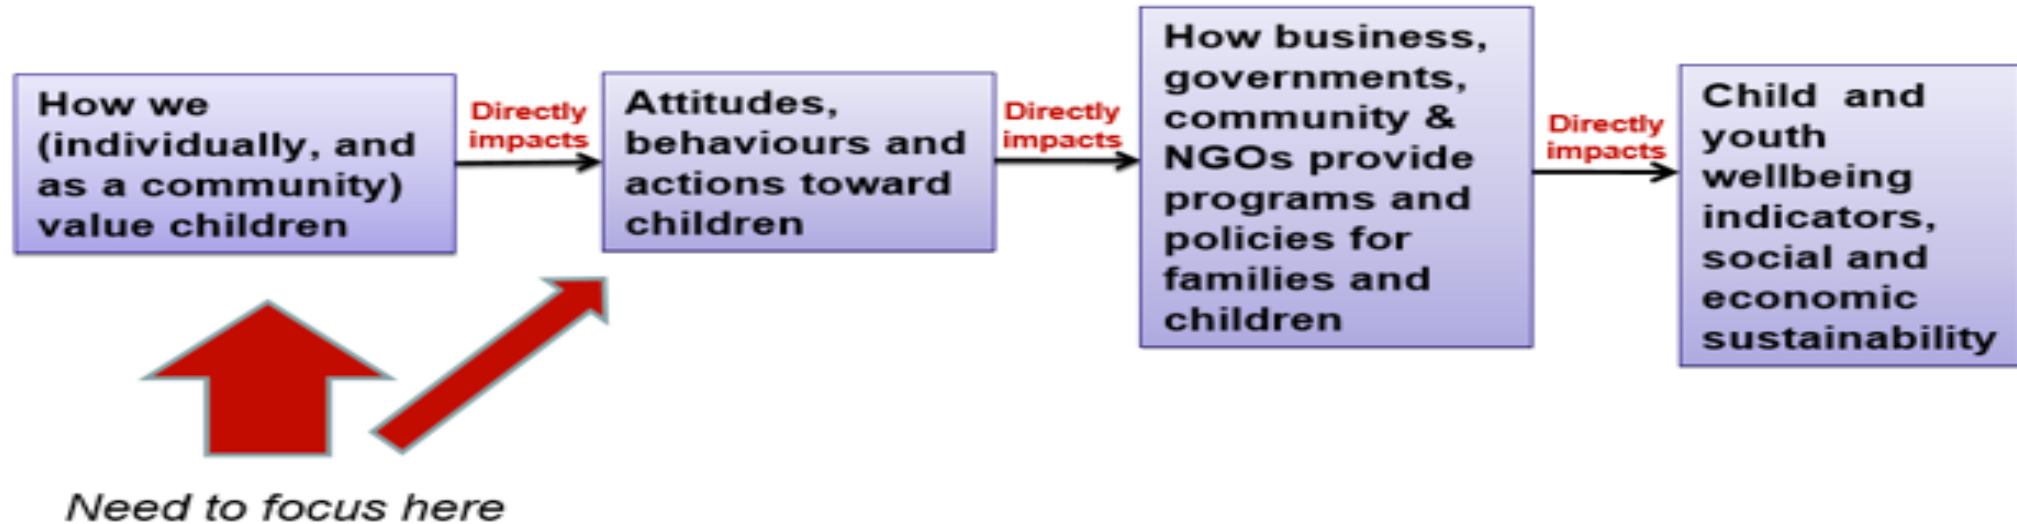 How we
(individually, and
as a community)
value children
Directly
impacts
Attitudes,
behaviours and
actions toward
children
Directly
impacts
How business,
governments,
community &
NGOs provide
programs and
policies for
families and
children
Directly
impacts
Child and
youth
wellbeing
indicators,
social and
economic
sustainability
Need to focus here